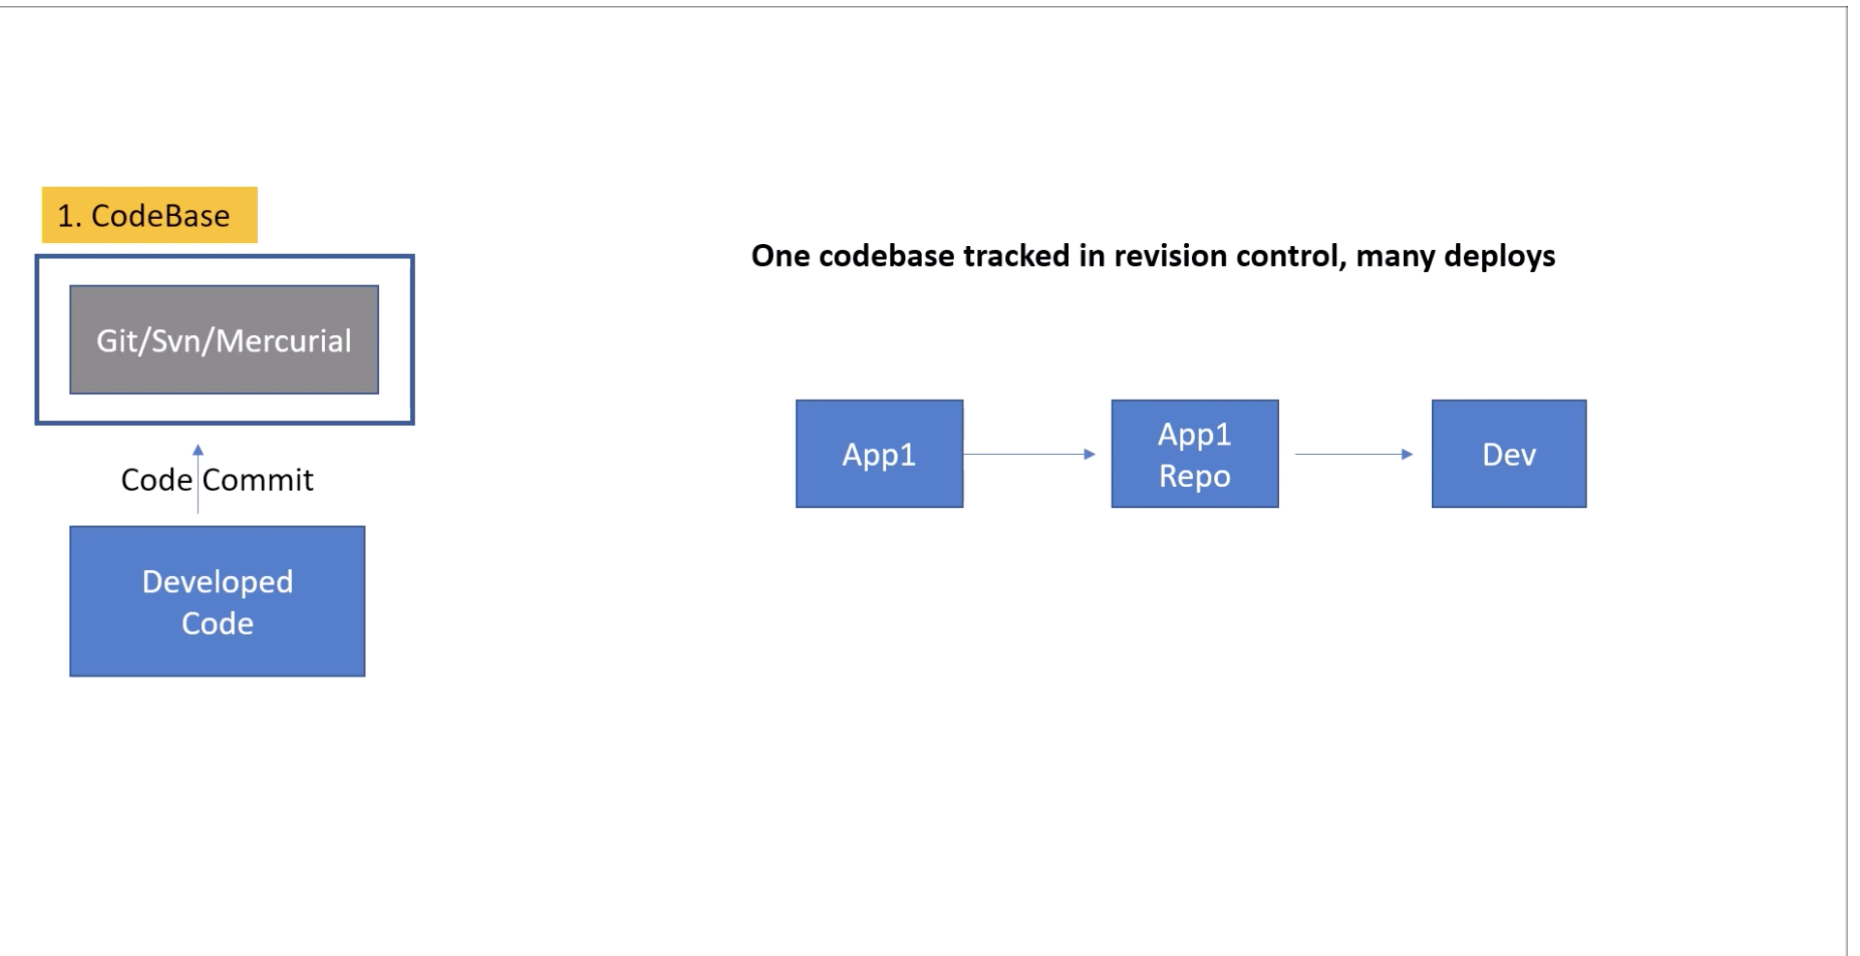 1. CodeBase
Git/Svn/Mercurial
Code Commit
Developed
Code
One codebase tracked in revision control, many deploys
App1
App1
Repo
Dev